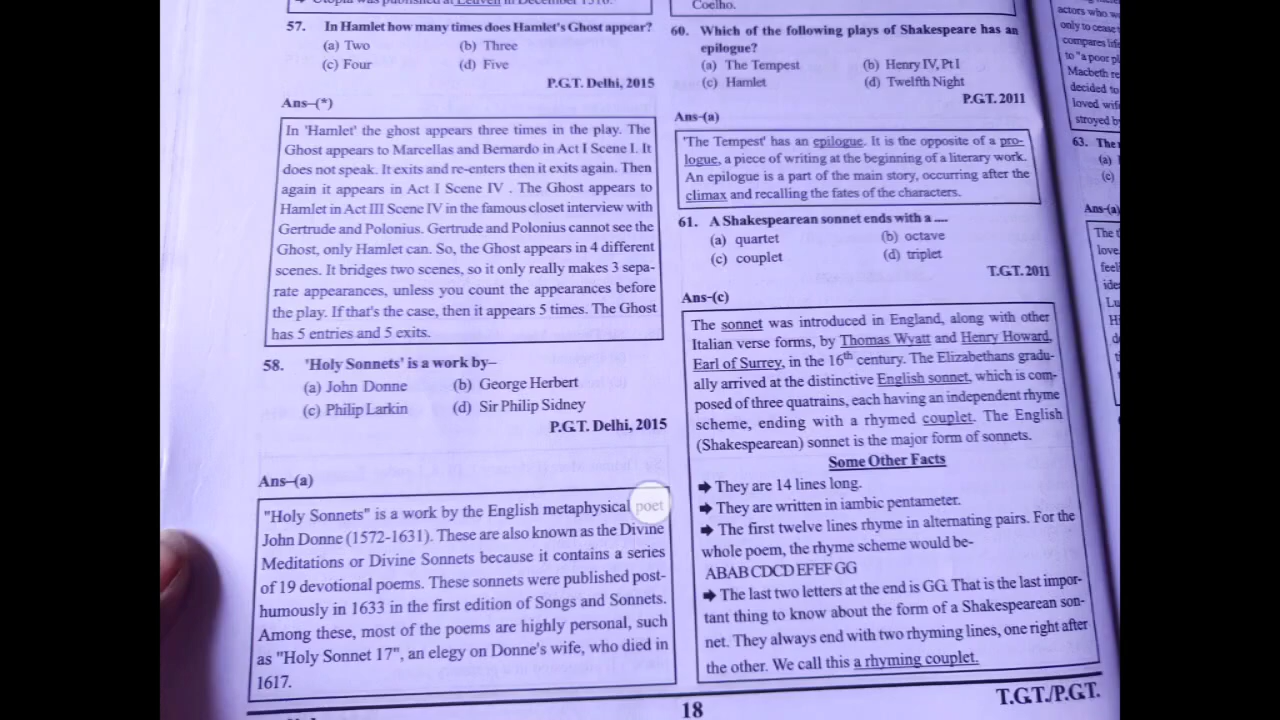 57. In Hamlet how many times does Hamlet's Ghost appear?
(a) Two (b) Three
(c) Four (d) Five
P.G.T. Delhi, 2015
Ans–(*)
In 'Hamlet' the ghost appears three times in the play. The
Ghost appears to Marcellas and Bernardo in Act I Scene I. It
does not speak. It exits and re-enters then it exits again. Then
again it appears in Act I Scene IV . The Ghost appears to
Hamlet in Act III Scene IV in the famous closet interview with
Gertrude and Polonius. Gertrude and Polonius cannot see the
Ghost, only Hamlet can. So, the Ghost appears in 4 different
scenes. It bridges two scenes, so it only really makes 3 sepa-
rate appearances, unless you count the appearances before
the play. If that's the case, then it appears 5 times. The Ghost
has 5 entries and 5 exits.
58. 'Holy Sonnets' is a work by–
(a) John Donne (b) George Herbert
(c) Philip Larkin (d) Sir Philip Sidney
P.G.T. Delhi, 2015
Ans–(a)
"Holy Sonnets" is a work by the English metaphysical poet
John Donne (1572-1631). These are also known as the Divine
Meditations or Divine Sonnets because it contains a series
of 19 devotional poems. These sonnets were published post-
humously in 1633 in the first edition of Songs and Sonnets.
Among these, most of the poems are highly personal, such
as "Holy Sonnet 17", an elegy on Donne's wife, who died in
1617.
Coelho.
60. Which of the following plays of Shakespeare has an
epilogue?
(a) The Tempest (b) Henry IV, Pt I
(c) Hamlet (d) Twelfth Night
P.G.T. 2011
Ans-(a)
'The Tempest' has an epilogue. It is the opposite of a pro-
logue, a piece of writing at the beginning of a literary work.
An epilogue is a part of the main story, occurring after the
climax and recalling the fates of the characters.
61. A Shakespearean sonnet ends with a ....
(a) quartet (b) octave
(c) couplet (d) triplet
T.G.T. 2011
Ans-(c)
The sonnet was introduced in England, along with other
Italian verse forms, by Thomas Wyatt and Henry Howard,
Earl of Surrey, in the 16th century. The Elizabethans gradu-
ally arrived at the distinctive English sonnet, which is com-
posed of three quatrains, each having an independent rhyme
scheme, ending with a rhymed couplet. The English
(Shakespearean) sonnet is the major form of sonnets.
Some Other Facts
➡ They are 14 lines long.
➡ They are written in iambic pentameter.
➡ The first twelve lines rhyme in alternating pairs. For the
whole poem, the rhyme scheme would be-
ABAB CDCD EFEF GG
➡ The last two letters at the end is GG. That is the last impor-
tant thing to know about the form of a Shakespearean son-
net. They always end with two rhyming lines, one right after
the other. We call this a rhyming couplet.
actors who
only to cease
compares life
to "a poor
Macbeth
decided to
loved
63.
(a)
(c)
Ans-(a)
The
love
18
T.G.T./P.G.T.